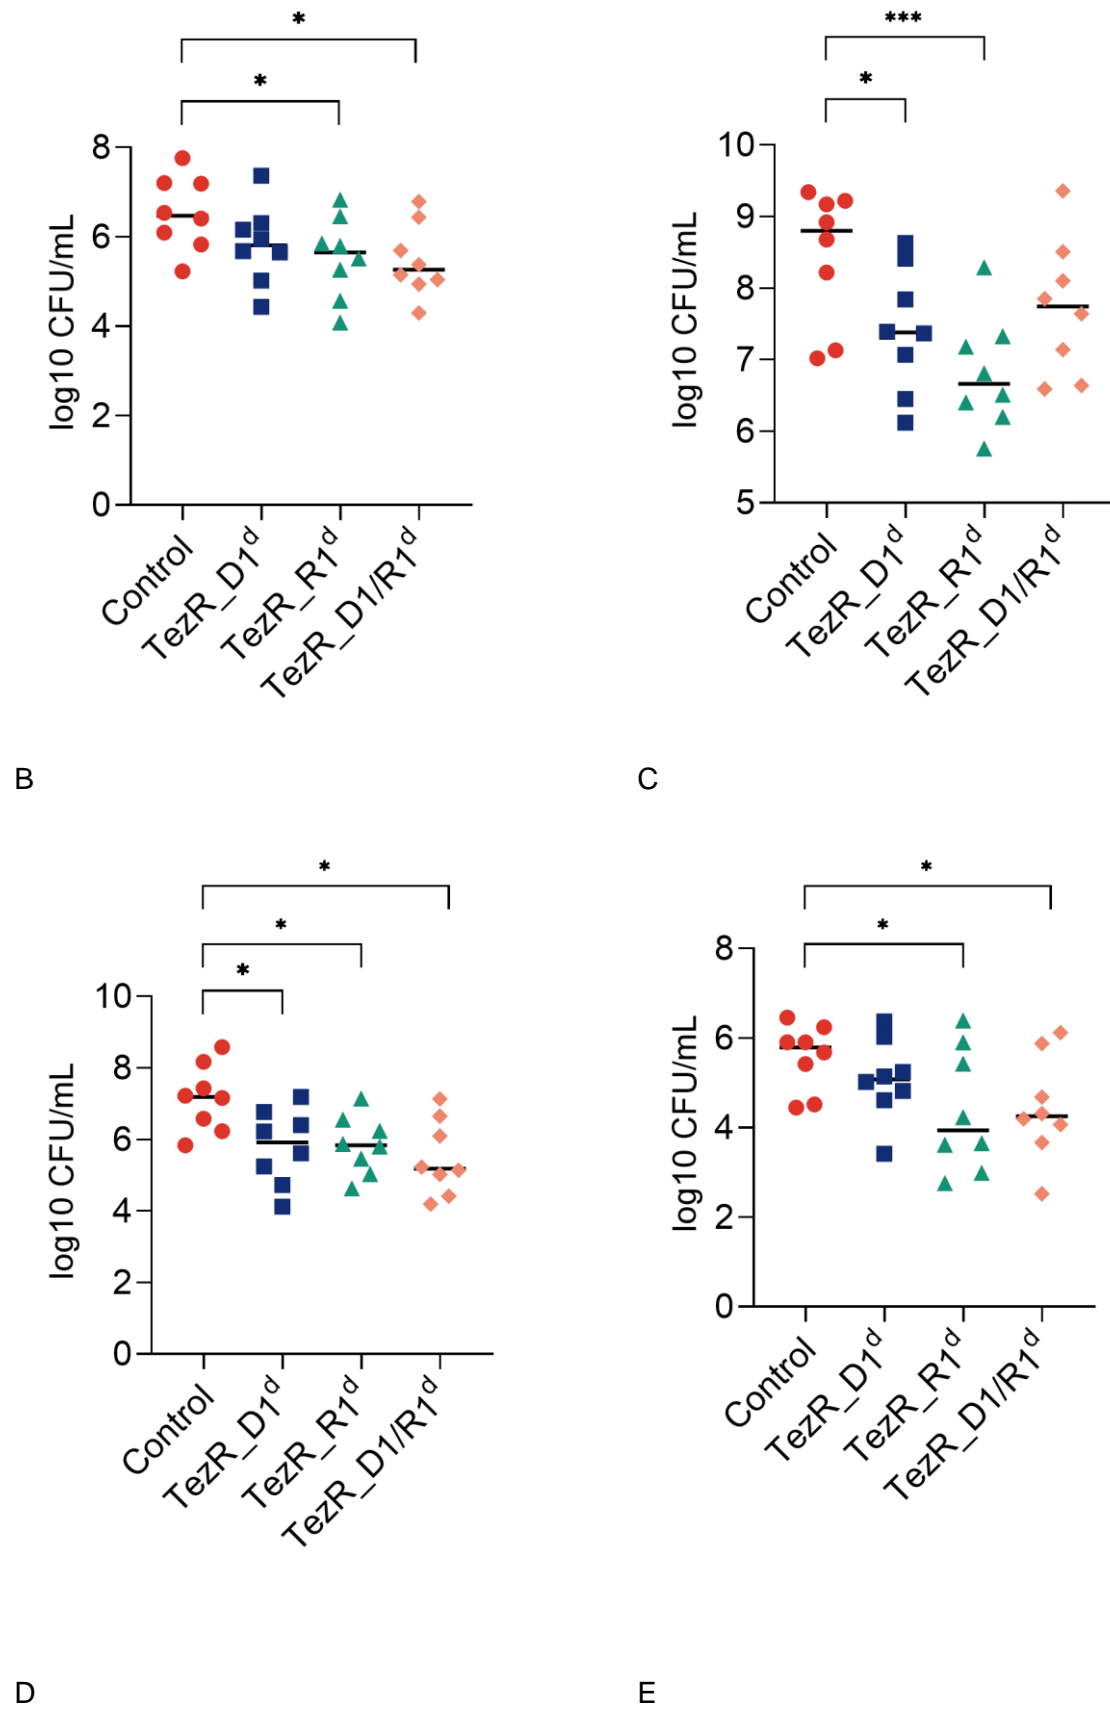 *
*
8
6
4
2
0
log10 CFU/mL
Control
TezR_D1ᵈ
TezR_R1ᵈ
TezR_D1/R1ᵈ
***
*
10
9
8
7
6
5
log10 CFU/mL
Control
TezR_D1ᵈ
TezR_R1ᵈ
TezR_D1/R1ᵈ
B
C
*
*
*
10
8
6
4
2
0
log10 CFU/mL
Control
TezR_D1ᵈ
TezR_R1ᵈ
TezR_D1/R1ᵈ
*
*
8
6
4
2
0
log10 CFU/mL
Control
TezR_D1ᵈ
TezR_R1ᵈ
TezR_D1/R1ᵈ
D
E